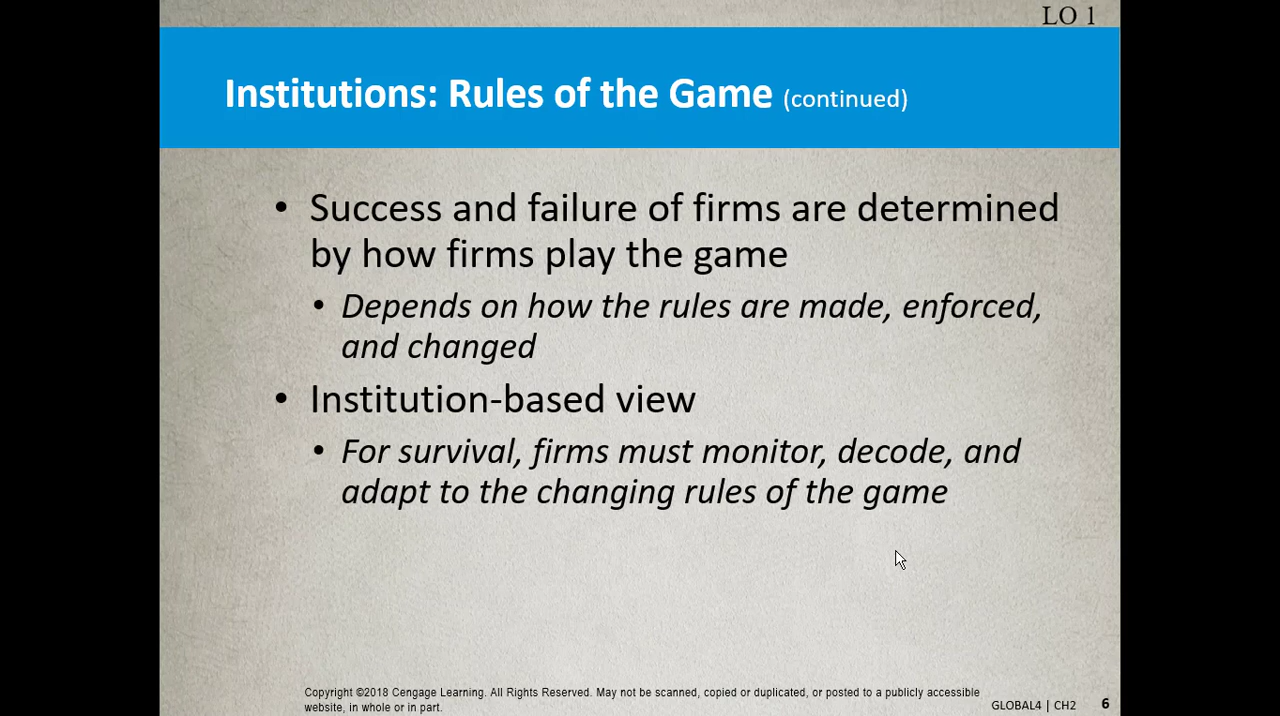 LO 1
Institutions: Rules of the Game (continued)
• Success and failure of firms are determined
by how firms play the game
• Depends on how the rules are made, enforced,
and changed
• Institution-based view
• For survival, firms must monitor, decode, and
adapt to the changing rules of the game
Copyright ©2018 Cengage Learning. All Rights Reserved. May not be scanned, copied or duplicated, or posted to a publicly accessible
website, in whole or in part.
GLOBAL4 | CH2 6